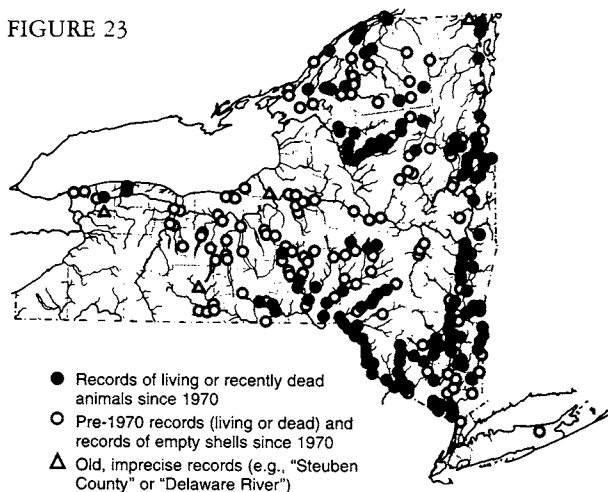 FIGURE 23
● Records of living or recently dead
animals since 1970
○ Pre-1970 records (living or dead) and
records of empty shells since 1970
△ Old, imprecise records (e.g., “Steuben
County” or “Delaware River”)